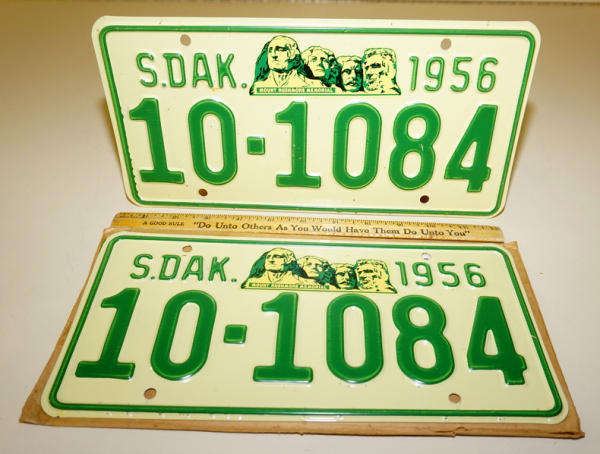 S.DAK. 1956
MOUNT RUSHMORE MEMORIAL
10-1084
A GOOD RULE "Do Unto Others As You Would Have Them Do Unto You"
S.DAK. 1956
MOUNT RUSHMORE MEMORIAL
10-1084